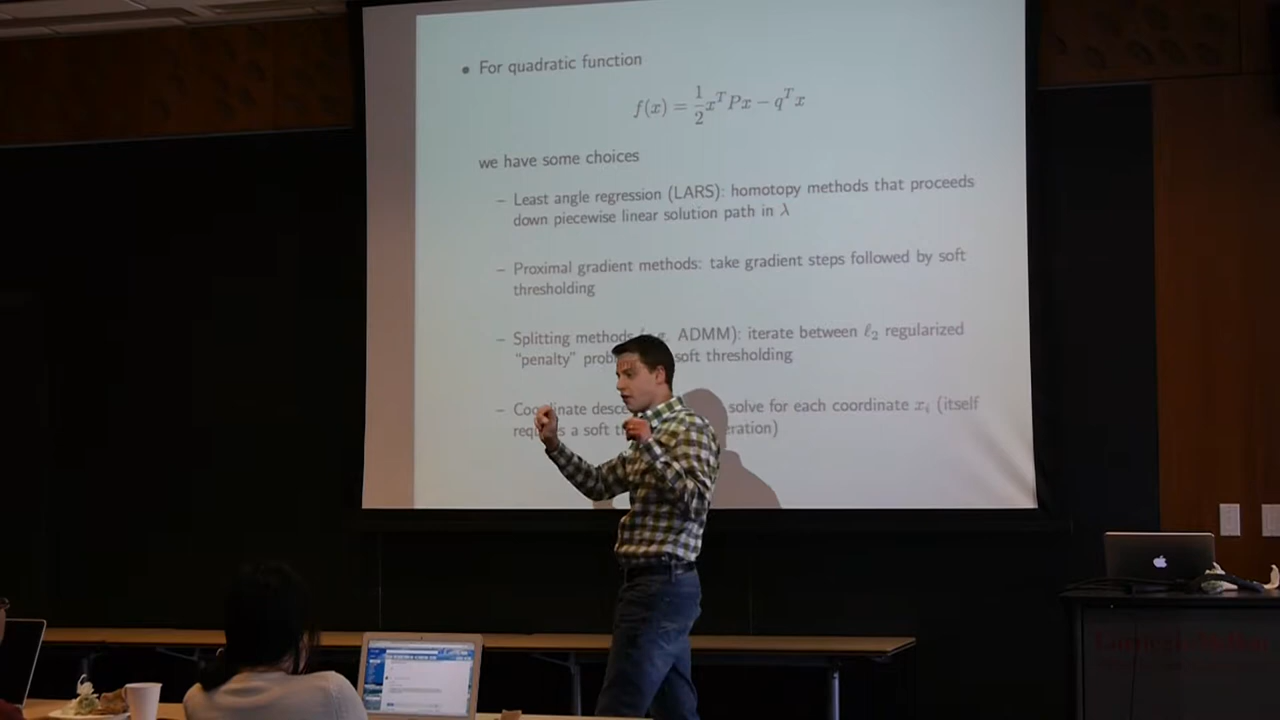 • For quadratic function
f(x) = 1/2 x^T Px − q^T x
we have some choices
– Least angle regression (LARS): homotopy methods that proceeds
down piecewise linear solution path in λ
– Proximal gradient methods: take gradient steps followed by soft
thresholding
– Splitting methods ADMM): iterate between ℓ2 regularized
"penalty" soft thresholding
– Coordinate solve for each coordinate xi (itself
a soft